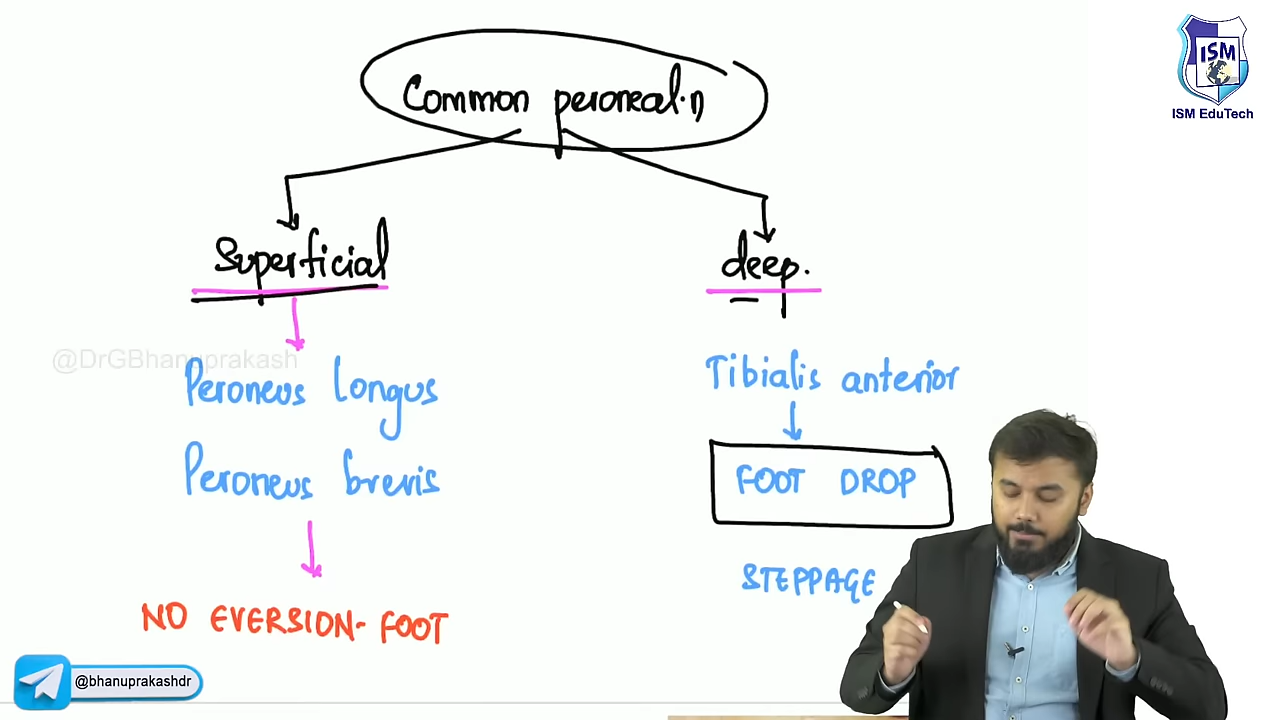 ISM
ISM EduTech
Common peroneal.n
Superficial
deep.
@DrGBhanuprakash
Peroneus longus
Tibialis anterior
Peroneus brevis
FOOT DROP
STEPPAGE
NO EVERSION-FOOT
@bhanuprakashdr